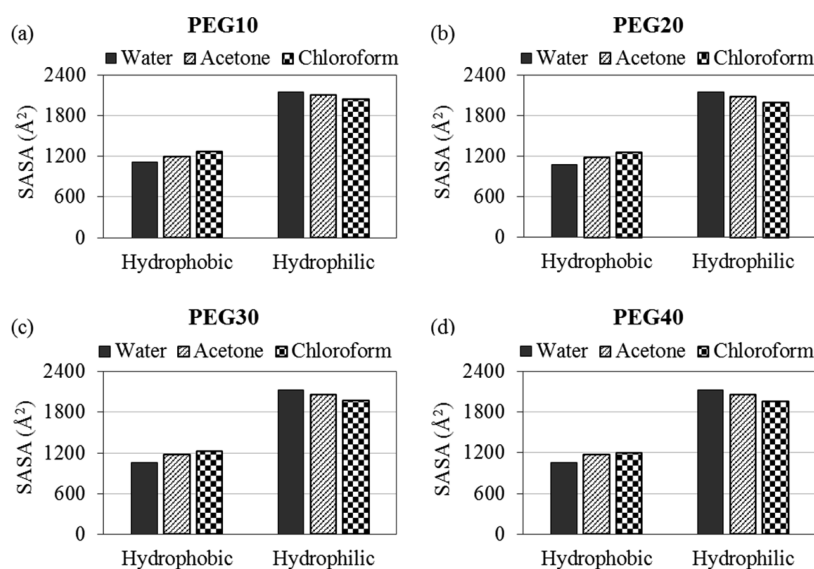 (a) PEG10
Water Acetone Chloroform
SASA (Å²)
2400
1800
1200
600
0
Hydrophobic Hydrophilic
(b) PEG20
Water Acetone Chloroform
SASA (Å²)
2400
1800
1200
600
0
Hydrophobic Hydrophilic
(c) PEG30
Water Acetone Chloroform
SASA (Å²)
2400
1800
1200
600
0
Hydrophobic Hydrophilic
(d) PEG40
Water Acetone Chloroform
SASA (Å²)
2400
1800
1200
600
0
Hydrophobic Hydrophilic